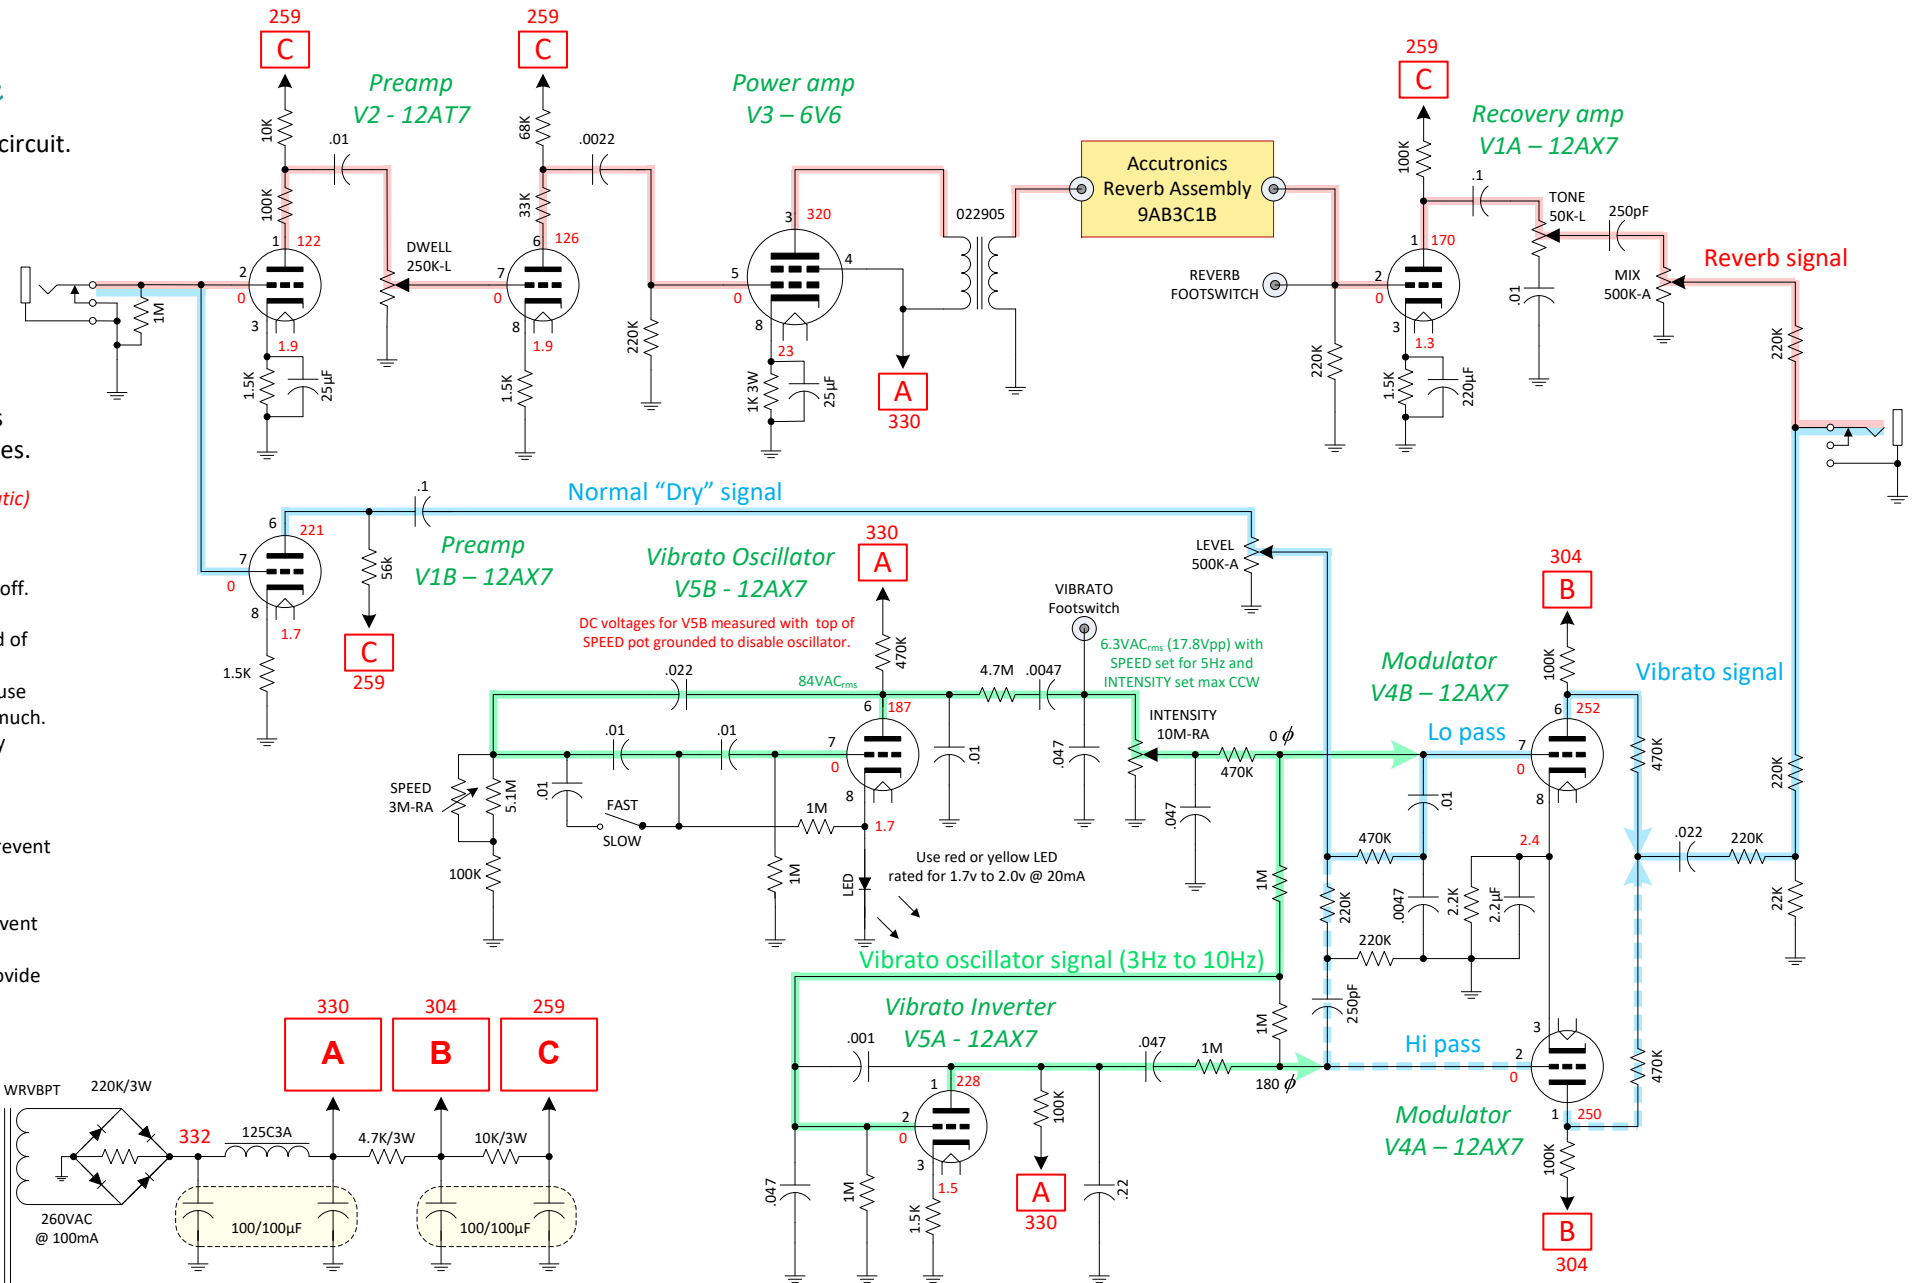 circuit.
s
es.
tic)
off.
d of
use
much.
y
revent
vent
ovide
259
C
Preamp
V2 - 12AT7
10K
.01
100K
1
122
2
0
3
1.9
1.5K
25µF
1M
DWELL
250K-L
259
C
68K
.0022
33K
6
126
7
0
8
1.9
1.5K
220K
Power amp
V3 – 6V6
3
320
4
5
0
8
23
1K 3W
25µF
A
330
022905
Accutronics
Reverb Assembly
9AB3C1B
REVERB
FOOTSWITCH
220K
259
C
Recovery amp
V1A – 12AX7
100K
.1
1
170
2
0
3
1.3
1.5K
220µF
TONE
50K-L
250pF
.01
MIX
500K-A
Reverb signal
220K
6
221
7
0
8
1.7
1.5K
.1
56k
C
259
Preamp
V1B – 12AX7
Normal “Dry” signal
LEVEL
500K-A
Vibrato Oscillator
V5B - 12AX7
330
A
DC voltages for V5B measured with top of
SPEED pot grounded to disable oscillator.
470K
.022
84VACrms
6
187
7
0
8
1.7
.01
.01
.01
SPEED
3M-RA
5.1M
100K
FAST
SLOW
1M
1M
LED
Use red or yellow LED
rated for 1.7v to 2.0v @ 20mA
.01
4.7M
.0047
VIBRATO
Footswitch
.047
6.3VACrms (17.8Vpp) with
SPEED set for 5Hz and
INTENSITY set max CCW
INTENSITY
10M-RA
.047
470K
0 ϕ
1M
1M
180 ϕ
Vibrato oscillator signal (3Hz to 10Hz)
Vibrato Inverter
V5A - 12AX7
.001
1
228
2
0
3
1.5
.047
1M
1.5K
100K
A
330
.22
.047
1M
470K
220K
220K
250pF
.01
.0047
2.2K
2.2µF
2.4
304
B
Modulator
V4B – 12AX7
100K
Lo pass
6
252
7
0
8
470K
Vibrato signal
220K
.022
220K
22K
Hi pass
3
2
0
1
250
470K
Modulator
V4A – 12AX7
100K
B
304
WRVBPT
220K/3W
260VAC
@ 100mA
332
125C3A
330
A
304
B
259
C
4.7K/3W
10K/3W
100/100µF
100/100µF